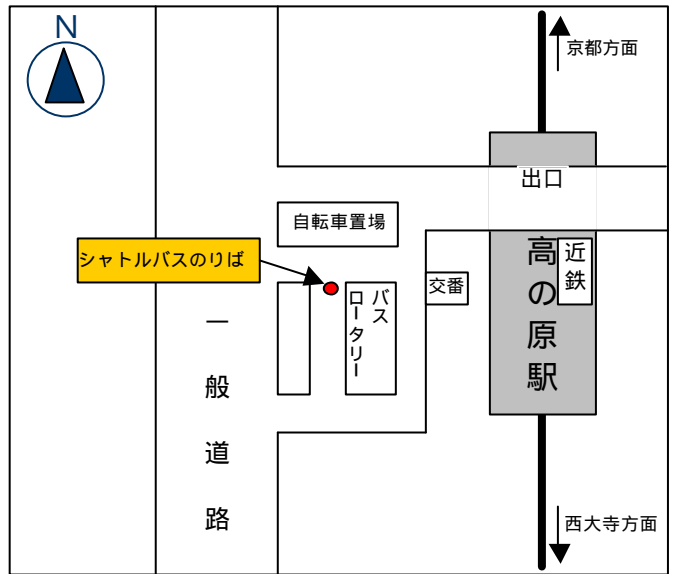 N
京都方面
出口
自転車置場
シャトルバスのりば
近鉄
高の原駅
交番
バス
ロータリー
一般道路
西大寺方面